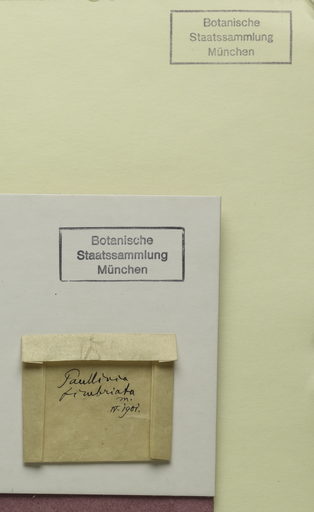 Botanische
Staatssammlung
München
Botanische
Staatssammlung
München
Paullinia
fimbriata
m.
IV. 1901.